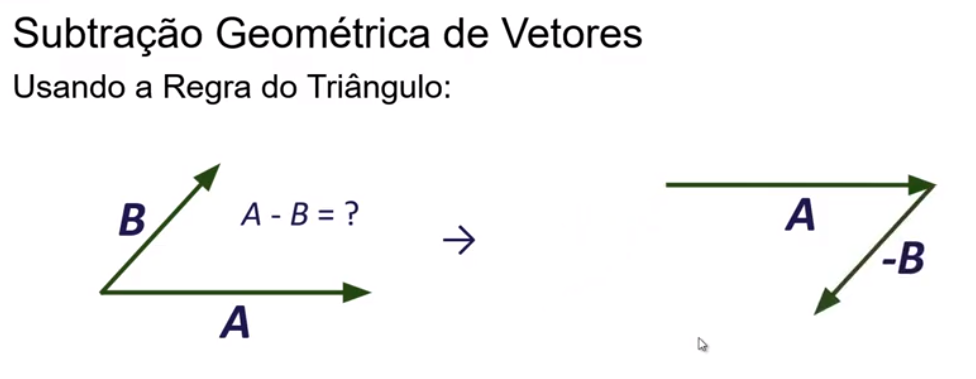 Subtração Geométrica de Vetores
Usando a Regra do Triângulo:
B
A - B = ?
→
A
A
-B